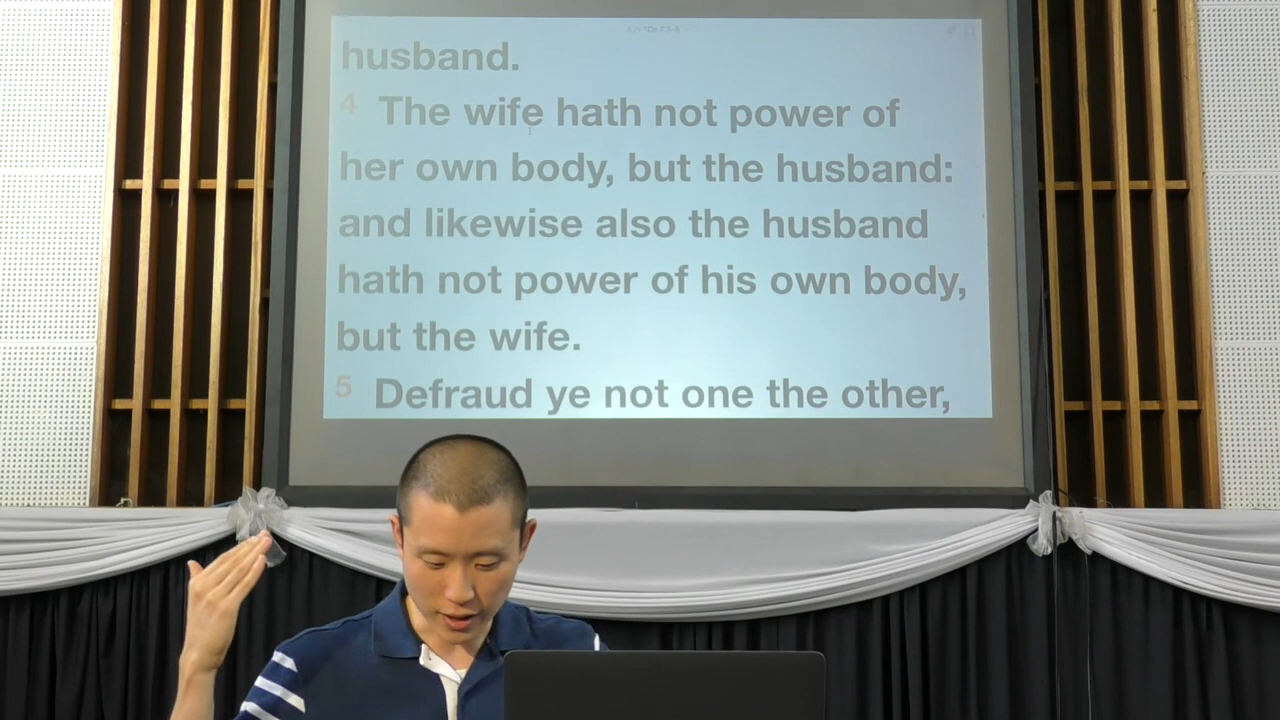 husband.
4 The wife hath not power of
her own body, but the husband:
and likewise also the husband
hath not power of his own body,
but the wife.
5 Defraud ye not one the other,